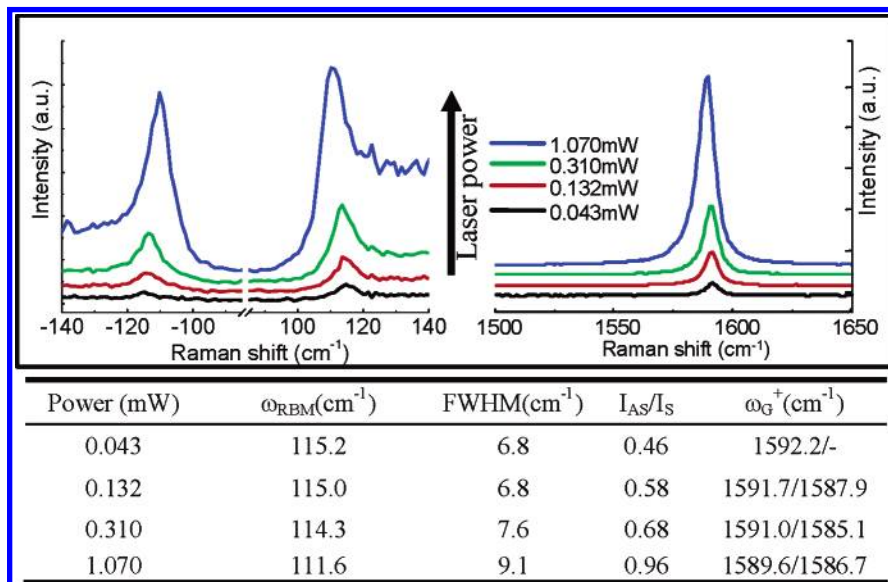 Intensity (a.u.)
-140 -120 -100 100 120 140
Raman shift (cm⁻¹)
Laser power
1.070mW
0.310mW
0.132mW
0.043mW
Intensity (a.u.)
1500 1550 1600 1650
Raman shift (cm⁻¹)
Power (mW) ω_RBM(cm⁻¹) FWHM(cm⁻¹) I_AS/I_S ω_G⁺(cm⁻¹)
0.043 115.2 6.8 0.46 1592.2/-
0.132 115.0 6.8 0.58 1591.7/1587.9
0.310 114.3 7.6 0.68 1591.0/1585.1
1.070 111.6 9.1 0.96 1589.6/1586.7